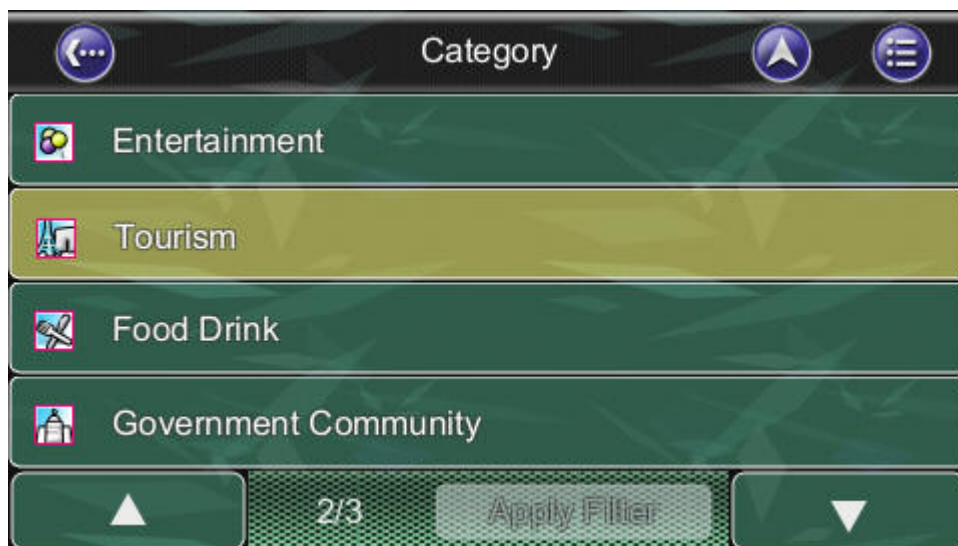 Category
Entertainment
Tourism
Food Drink
Government Community
2/3 Apply Filter